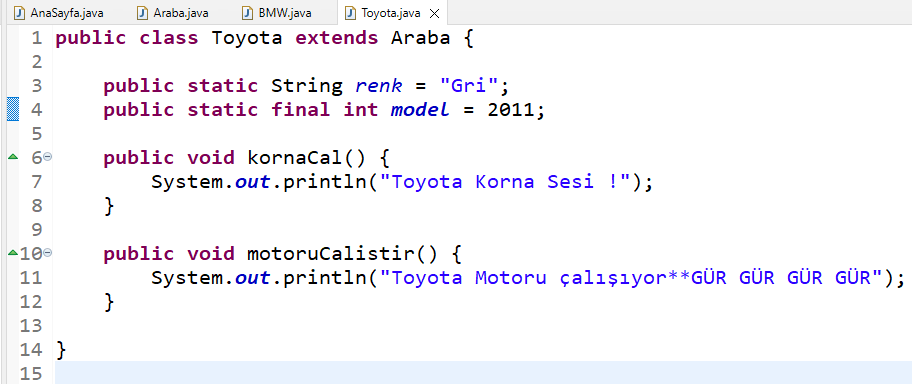 AnaSayfa.java Araba.java BMW.java Toyota.java
1 public class Toyota extends Araba {
2
3 public static String renk = "Gri";
4 public static final int model = 2011;
5
6 public void kornaCal() {
7 System.out.println("Toyota Korna Sesi !");
8 }
9
10 public void motoruCalistir() {
11 System.out.println("Toyota Motoru çalışıyor**GÜR GÜR GÜR GÜR");
12 }
13
14 }
15